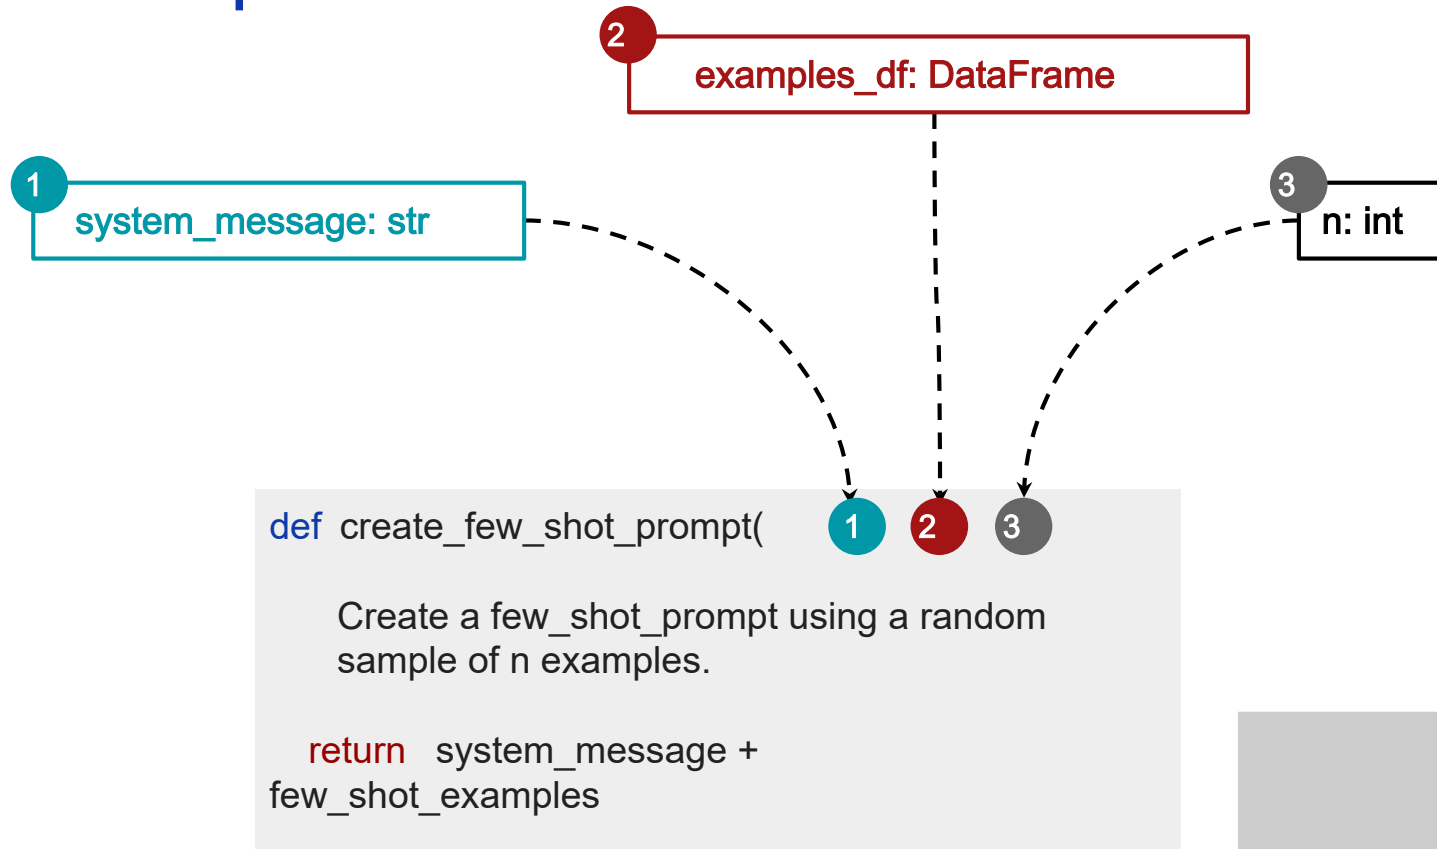 2
examples_df: DataFrame
1
system_message: str
3
n: int
def create_few_shot_prompt( 1 2 3
Create a few_shot_prompt using a random
sample of n examples.
return system_message +
few_shot_examples